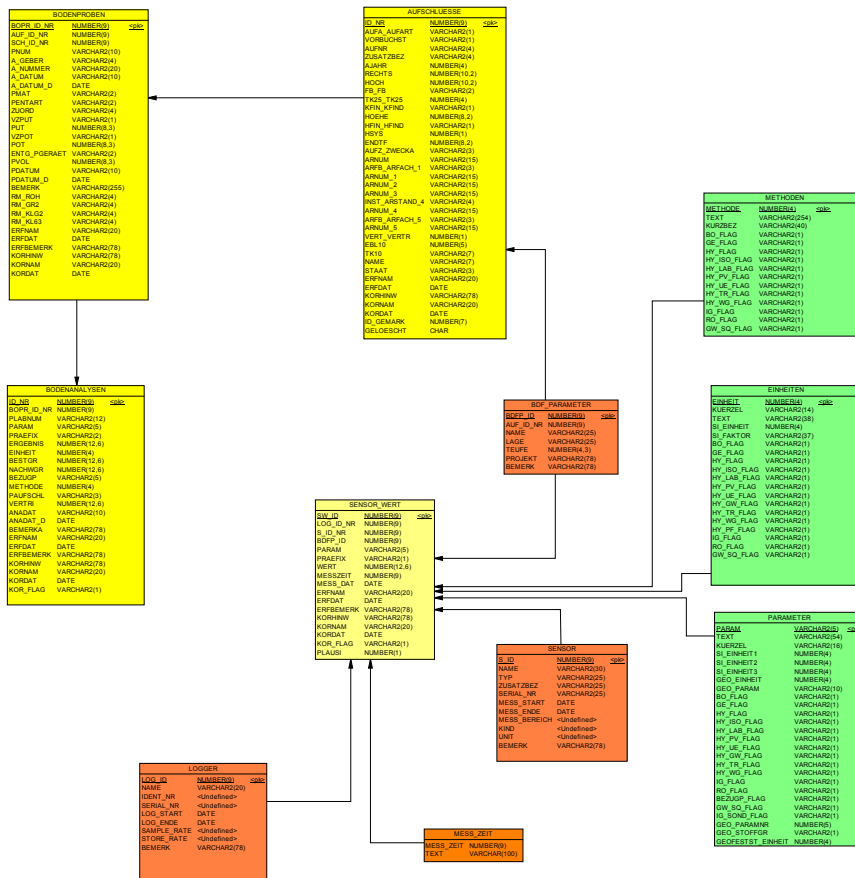 BODENPROBEN
BOPR_ID_NR NUMBER(9) <pk>
AUF_ID_NR NUMBER(9)
SCH_ID_NR NUMBER(9)
PNUM VARCHAR2(10)
A_GEBER VARCHAR2(4)
A_NUMMER VARCHAR2(20)
A_DATUM VARCHAR2(10)
A_DATUM_D DATE
PMAT VARCHAR2(2)
PENTART VARCHAR2(2)
ZUORD VARCHAR2(4)
VZPUT VARCHAR2(1)
PUT NUMBER(8,3)
VZPOT VARCHAR2(1)
POT NUMBER(8,3)
ENTG_PGERAET VARCHAR2(2)
PVOL NUMBER(8,3)
PDATUM VARCHAR2(10)
PDATUM_D DATE
BEMERK VARCHAR2(255)
RM_ROH VARCHAR2(4)
RM_GR2 VARCHAR2(4)
RM_KLG2 VARCHAR2(4)
RM_KL63 VARCHAR2(4)
ERFNAM VARCHAR2(20)
ERFDAT DATE
ERFBEMERK VARCHAR2(78)
KORHINW VARCHAR2(78)
KORNAM VARCHAR2(20)
KORDAT DATE
AUFSCHLUESSE
ID_NR NUMBER(9) <pk>
AUFA_AUFART VARCHAR2(1)
VORBUCHST VARCHAR2(1)
AUFNR VARCHAR2(4)
ZUSATZBEZ VARCHAR2(4)
AJAHR NUMBER(4)
RECHTS NUMBER(10,2)
HOCH NUMBER(10,2)
FB_FB VARCHAR2(2)
TK25_TK25 NUMBER(4)
KFIN_KFIND VARCHAR2(1)
HOEHE NUMBER(8,2)
HFIN_HFIND VARCHAR2(1)
HSYS NUMBER(1)
ENDTF NUMBER(8,2)
AUFZ_ZWECKA VARCHAR2(3)
ARNUM VARCHAR2(15)
ARFB_ARFACH_1 VARCHAR2(3)
ARNUM_1 VARCHAR2(15)
ARNUM_2 VARCHAR2(15)
ARNUM_3 VARCHAR2(15)
INST_ARSTAND_4 VARCHAR2(4)
ARNUM_4 VARCHAR2(15)
ARFB_ARFACH_5 VARCHAR2(3)
ARNUM_5 VARCHAR2(15)
VERT_VERTR NUMBER(1)
EBL10 NUMBER(5)
TK10 VARCHAR2(7)
NAME VARCHAR2(7)
STAAT VARCHAR2(3)
ERFNAM VARCHAR2(20)
ERFDAT DATE
KORHINW VARCHAR2(78)
KORNAM VARCHAR2(20)
KORDAT DATE
ID_GEMARK NUMBER(7)
GELOESCHT CHAR
METHODEN
METHODE NUMBER(4) <pk>
TEXT VARCHAR2(254)
KURZBEZ VARCHAR2(40)
BO_FLAG VARCHAR2(1)
GE_FLAG VARCHAR2(1)
HY_FLAG VARCHAR2(1)
HY_ISO_FLAG VARCHAR2(1)
HY_LAB_FLAG VARCHAR2(1)
HY_PV_FLAG VARCHAR2(1)
HY_UE_FLAG VARCHAR2(1)
HY_TR_FLAG VARCHAR2(1)
HY_WG_FLAG VARCHAR2(1)
IG_FLAG VARCHAR2(1)
RO_FLAG VARCHAR2(1)
GW_SQ_FLAG VARCHAR2(1)
BODENANALYSEN
ID_NR NUMBER(9) <pk>
BOPR_ID_NR NUMBER(9)
PLABNUM VARCHAR2(12)
PARAM VARCHAR2(5)
PRAEFIX VARCHAR2(2)
ERGEBNIS NUMBER(12,6)
EINHEIT NUMBER(4)
BESTGR NUMBER(12,6)
NACHWGR NUMBER(12,6)
BEZUGP VARCHAR2(5)
METHODE NUMBER(4)
PAUFSCHL VARCHAR2(3)
VERTRI NUMBER(12,6)
ANADAT VARCHAR2(10)
ANADAT_D DATE
BEMERKA VARCHAR2(78)
ERFNAM VARCHAR2(20)
ERFDAT DATE
ERFBEMERK VARCHAR2(78)
KORHINW VARCHAR2(78)
KORNAM VARCHAR2(20)
KORDAT DATE
KOR_FLAG VARCHAR2(1)
BDF_PARAMETER
BDFP_ID NUMBER(9) <pk>
AUF_ID_NR NUMBER(9)
NAME VARCHAR2(25)
LAGE VARCHAR2(25)
TEUFE NUMBER(4,3)
PROJEKT VARCHAR2(78)
BEMERK VARCHAR2(78)
EINHEITEN
EINHEIT NUMBER(4) <pk>
KUERZEL VARCHAR2(14)
TEXT VARCHAR2(38)
SI_EINHEIT NUMBER(4)
SI_FAKTOR VARCHAR2(37)
BO_FLAG VARCHAR2(1)
GE_FLAG VARCHAR2(1)
HY_FLAG VARCHAR2(1)
HY_ISO_FLAG VARCHAR2(1)
HY_LAB_FLAG VARCHAR2(1)
HY_PV_FLAG VARCHAR2(1)
HY_UE_FLAG VARCHAR2(1)
HY_GW_FLAG VARCHAR2(1)
HY_TR_FLAG VARCHAR2(1)
HY_WG_FLAG VARCHAR2(1)
HY_PF_FLAG VARCHAR2(1)
IG_FLAG VARCHAR2(1)
RO_FLAG VARCHAR2(1)
GW_SQ_FLAG VARCHAR2(1)
SENSOR_WERT
SW_ID NUMBER(9) <pk>
LOG_ID_NR NUMBER(9)
S_ID_NR NUMBER(9)
BDFP_ID NUMBER(9)
PARAM VARCHAR2(5)
PRAEFIX VARCHAR2(1)
WERT NUMBER(12,6)
MESSZEIT NUMBER(9)
MESS_DAT DATE
ERFNAM VARCHAR2(20)
ERFDAT DATE
ERFBEMERK VARCHAR2(78)
KORHINW VARCHAR2(78)
KORNAM VARCHAR2(20)
KORDAT DATE
KOR_FLAG VARCHAR2(1)
PLAUSI NUMBER(1)
SENSOR
S_ID NUMBER(9) <pk>
NAME VARCHAR2(30)
TYP VARCHAR2(25)
ZUSATZBEZ VARCHAR2(25)
SERIAL_NR VARCHAR2(25)
MESS_START DATE
MESS_ENDE DATE
MESS_BEREICH <Undefined>
KIND <Undefined>
UNIT <Undefined>
BEMERK VARCHAR2(78)
PARAMETER
PARAM VARCHAR2(5) <pk>
TEXT VARCHAR2(54)
KUERZEL VARCHAR2(16)
SI_EINHEIT1 NUMBER(4)
SI_EINHEIT2 NUMBER(4)
SI_EINHEIT3 NUMBER(4)
GEO_EINHEIT NUMBER(4)
GEO_PARAM VARCHAR2(10)
BO_FLAG VARCHAR2(1)
GE_FLAG VARCHAR2(1)
HY_FLAG VARCHAR2(1)
HY_ISO_FLAG VARCHAR2(1)
HY_LAB_FLAG VARCHAR2(1)
HY_PV_FLAG VARCHAR2(1)
HY_UE_FLAG VARCHAR2(1)
HY_GW_FLAG VARCHAR2(1)
HY_TR_FLAG VARCHAR2(1)
HY_WG_FLAG VARCHAR2(1)
IG_FLAG VARCHAR2(1)
RO_FLAG VARCHAR2(1)
BEZUGP_FLAG VARCHAR2(1)
GW_SQ_FLAG VARCHAR2(1)
IG_SOND_FLAG VARCHAR2(1)
GEO_PARAMNR NUMBER(5)
GEO_STOFFGR VARCHAR2(1)
GEOFESTST_EINHEIT NUMBER(4)
LOGGER
LOG_ID NUMBER(9) <pk>
NAME VARCHAR2(20)
IDENT_NR <Undefined>
SERIAL_NR <Undefined>
LOG_START DATE
LOG_ENDE DATE
SAMPLE_RATE <Undefined>
STORE_RATE <Undefined>
BEMERK VARCHAR2(78)
MESS_ZEIT
MESS_ZEIT NUMBER(9)
TEXT VARCHAR(100)